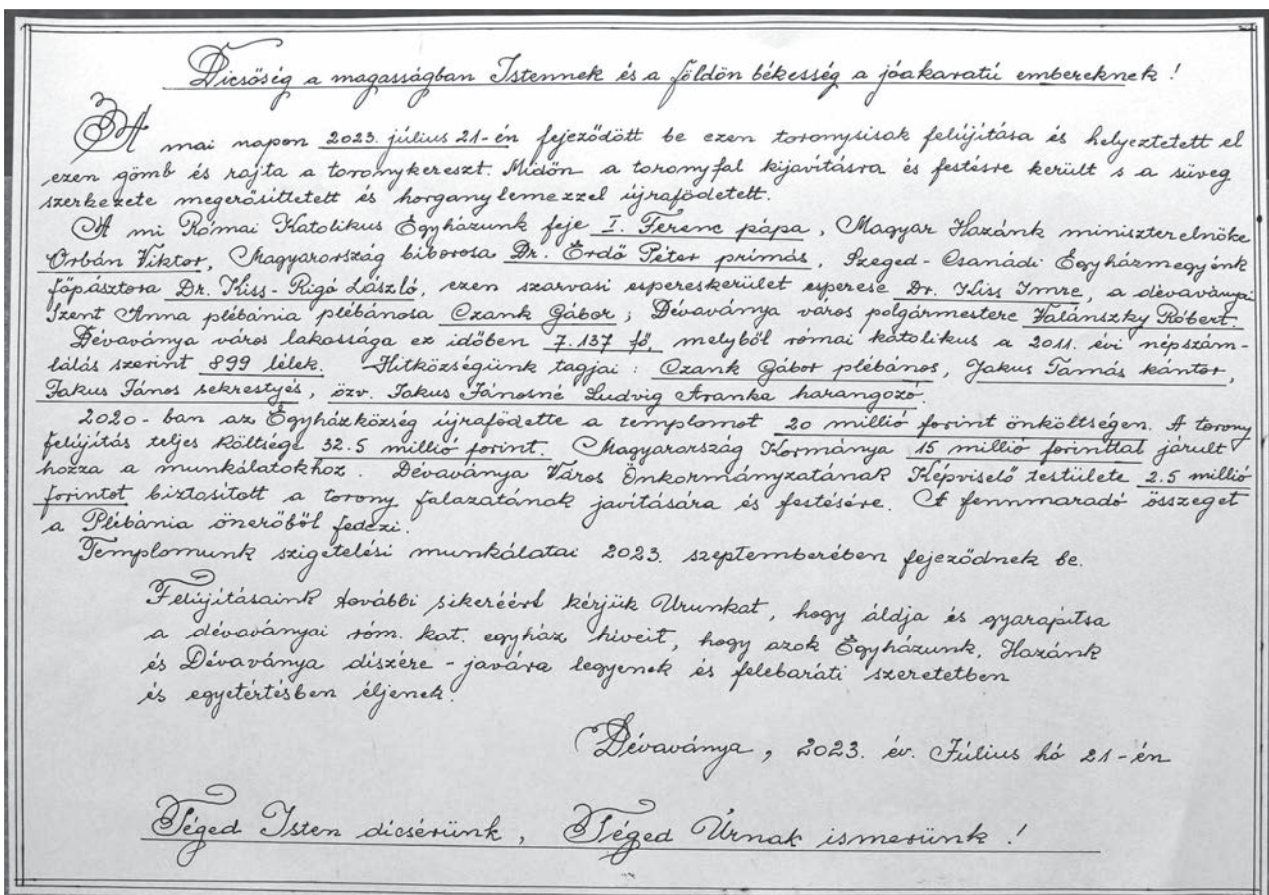 Dicsőség a magasságban Istennek és a földön békesség a jóakaratú embereknek !
A mai napon 2023. július 21-én fejeződött be ezen toronysisak felújítása és helyeztetett el
ezen gömb és rajta a toronykereszt. Midőn a toronyfal kijavításra és festésre került s a süveg
szerkezete megerősíttetett és horganylemezzel újrafödetett.
A mi Római Katolikus Egyházunk feje I. Ferenc pápa, Magyar Hazánk miniszterelnöke
Orbán Viktor, Magyarország bíborosa Dr. Erdő Péter prímás, Szeged-Csanádi Egyházmegyénk
főpásztora Dr. Kiss-Rigó László, ezen szarvasi espereskerület esperese Dr. Kiss Imre, a dévaványai
Szent Anna plébánia plébánosa Czank Gábor; Dévaványa város polgármestere Valánszky Róbert.
Dévaványa város lakossága ez időben 7.137 fő, melyből római katolikus a 2011. évi népszám-
lálás szerint 899 lélek. Hitközségünk tagjai: Czank Gábor plébános, Jakus Tamás kántor,
Jakus János sekrestyés, özv. Jakus Jánosné Ludvig Aranka harangozó.
2020-ban az Egyházközség újrafödette a templomot 20 millió forint önköltségen. A torony
felújítás teljes költsége 32.5 millió forint. Magyarország Kormánya 15 millió forinttal járult
hozzá a munkálatokhoz. Dévaványa Város Önkormányzatának Képviselő testülete 2.5 millió
forintot biztosított a torony falazatának javítására és festésére. A fennmaradó összeget
a Plébánia önerőből fedezi.
Templomunk szigetelési munkálatai 2023. szeptemberében fejeződnek be.
Felújításaink további sikeréért kérjük Urunkat, hogy áldja és gyarapítsa
a dévaványai róm. kat. egyház híveit, hogy azok Egyházunk, Hazánk
és Dévaványa díszére - javára legyenek és felebaráti szeretetben
és egyetértésben éljenek.
Dévaványa, 2023. év. Július hó 21-én
Téged Isten dicsérünk, Téged Úrnak ismerünk !